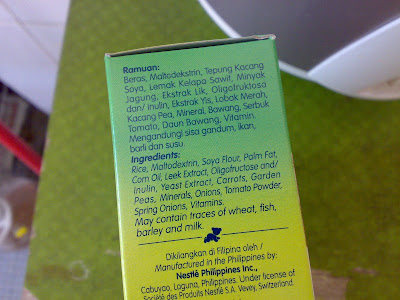 Ramuan:
Beras, Maltodekstrin, Tepung Kacang
Soya, Lemak Kelapa Sawit, Minyak
Jagung, Ekstrak Lik, Oligofruktosa
dan/ Inulin, Ekstrak Yis, Lobak Merah,
Kacang Pea, Mineral, Bawang, Serbuk
Tomato, Daun Bawang, Vitamin.
Mengandungi sisa gandum, ikan,
barli dan susu.
Ingredients:
Rice, Maltodextrin, Soya Flour, Palm Fat,
Corn Oil, Leek Extract, Oligofructose and/
Inulin, Yeast Extract, Carrots, Garden
Peas, Minerals, Onions, Tomato Powder,
Spring Onions, Vitamins.
May contain traces of wheat, fish,
barley and milk.
Dikilangkan di Filipina oleh /
Manufactured in the Philippines by:
Nestlé Philippines Inc.,
Cabuyao, Laguna, Philippines. Under license of
Société des Produits Nestlé S.A. Vevey, Switzerland.